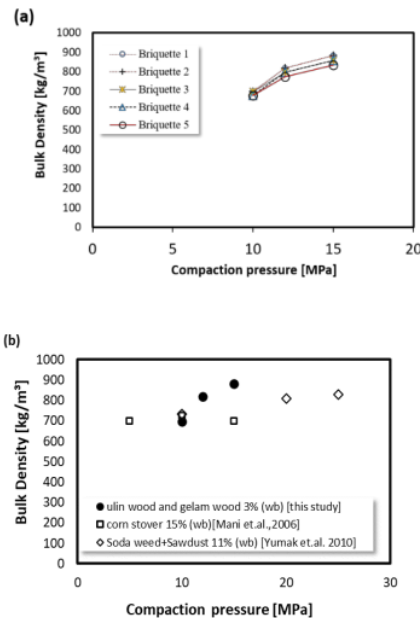 (a)
1000
900
800
700
600
500
400
300
200
100
0
Bulk Density [kg/m³]
Briquette 1
Briquette 2
Briquette 3
Briquette 4
Briquette 5
0 5 10 15 20
Compaction pressure [MPa]
(b)
1000
900
800
700
600
500
400
300
200
100
0
Bulk Density [kg/m³]
ulin wood and gelam wood 3% (wb) [this study]
corn stover 15% (wb)[Mani et.al.,2006]
Soda weed+Sawdust 11% (wb) [Yumak et.al. 2010]
0 10 20 30
Compaction pressure [MPa]